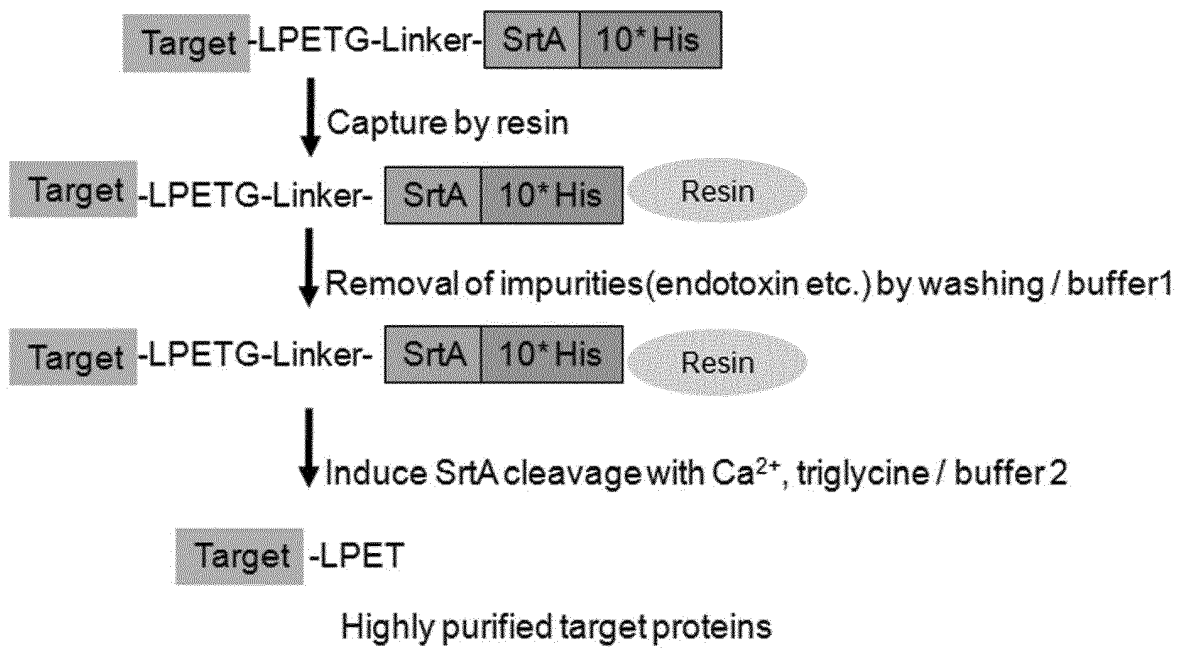 Target -LPETG-Linker- SrtA 10* His
Capture by resin
Target -LPETG-Linker- SrtA 10* His Resin
Removal of impurities(endotoxin etc.) by washing / buffer1
Target -LPETG-Linker- SrtA 10* His Resin
Induce SrtA cleavage with Ca²⁺, triglycine / buffer 2
Target -LPET
Highly purified target proteins